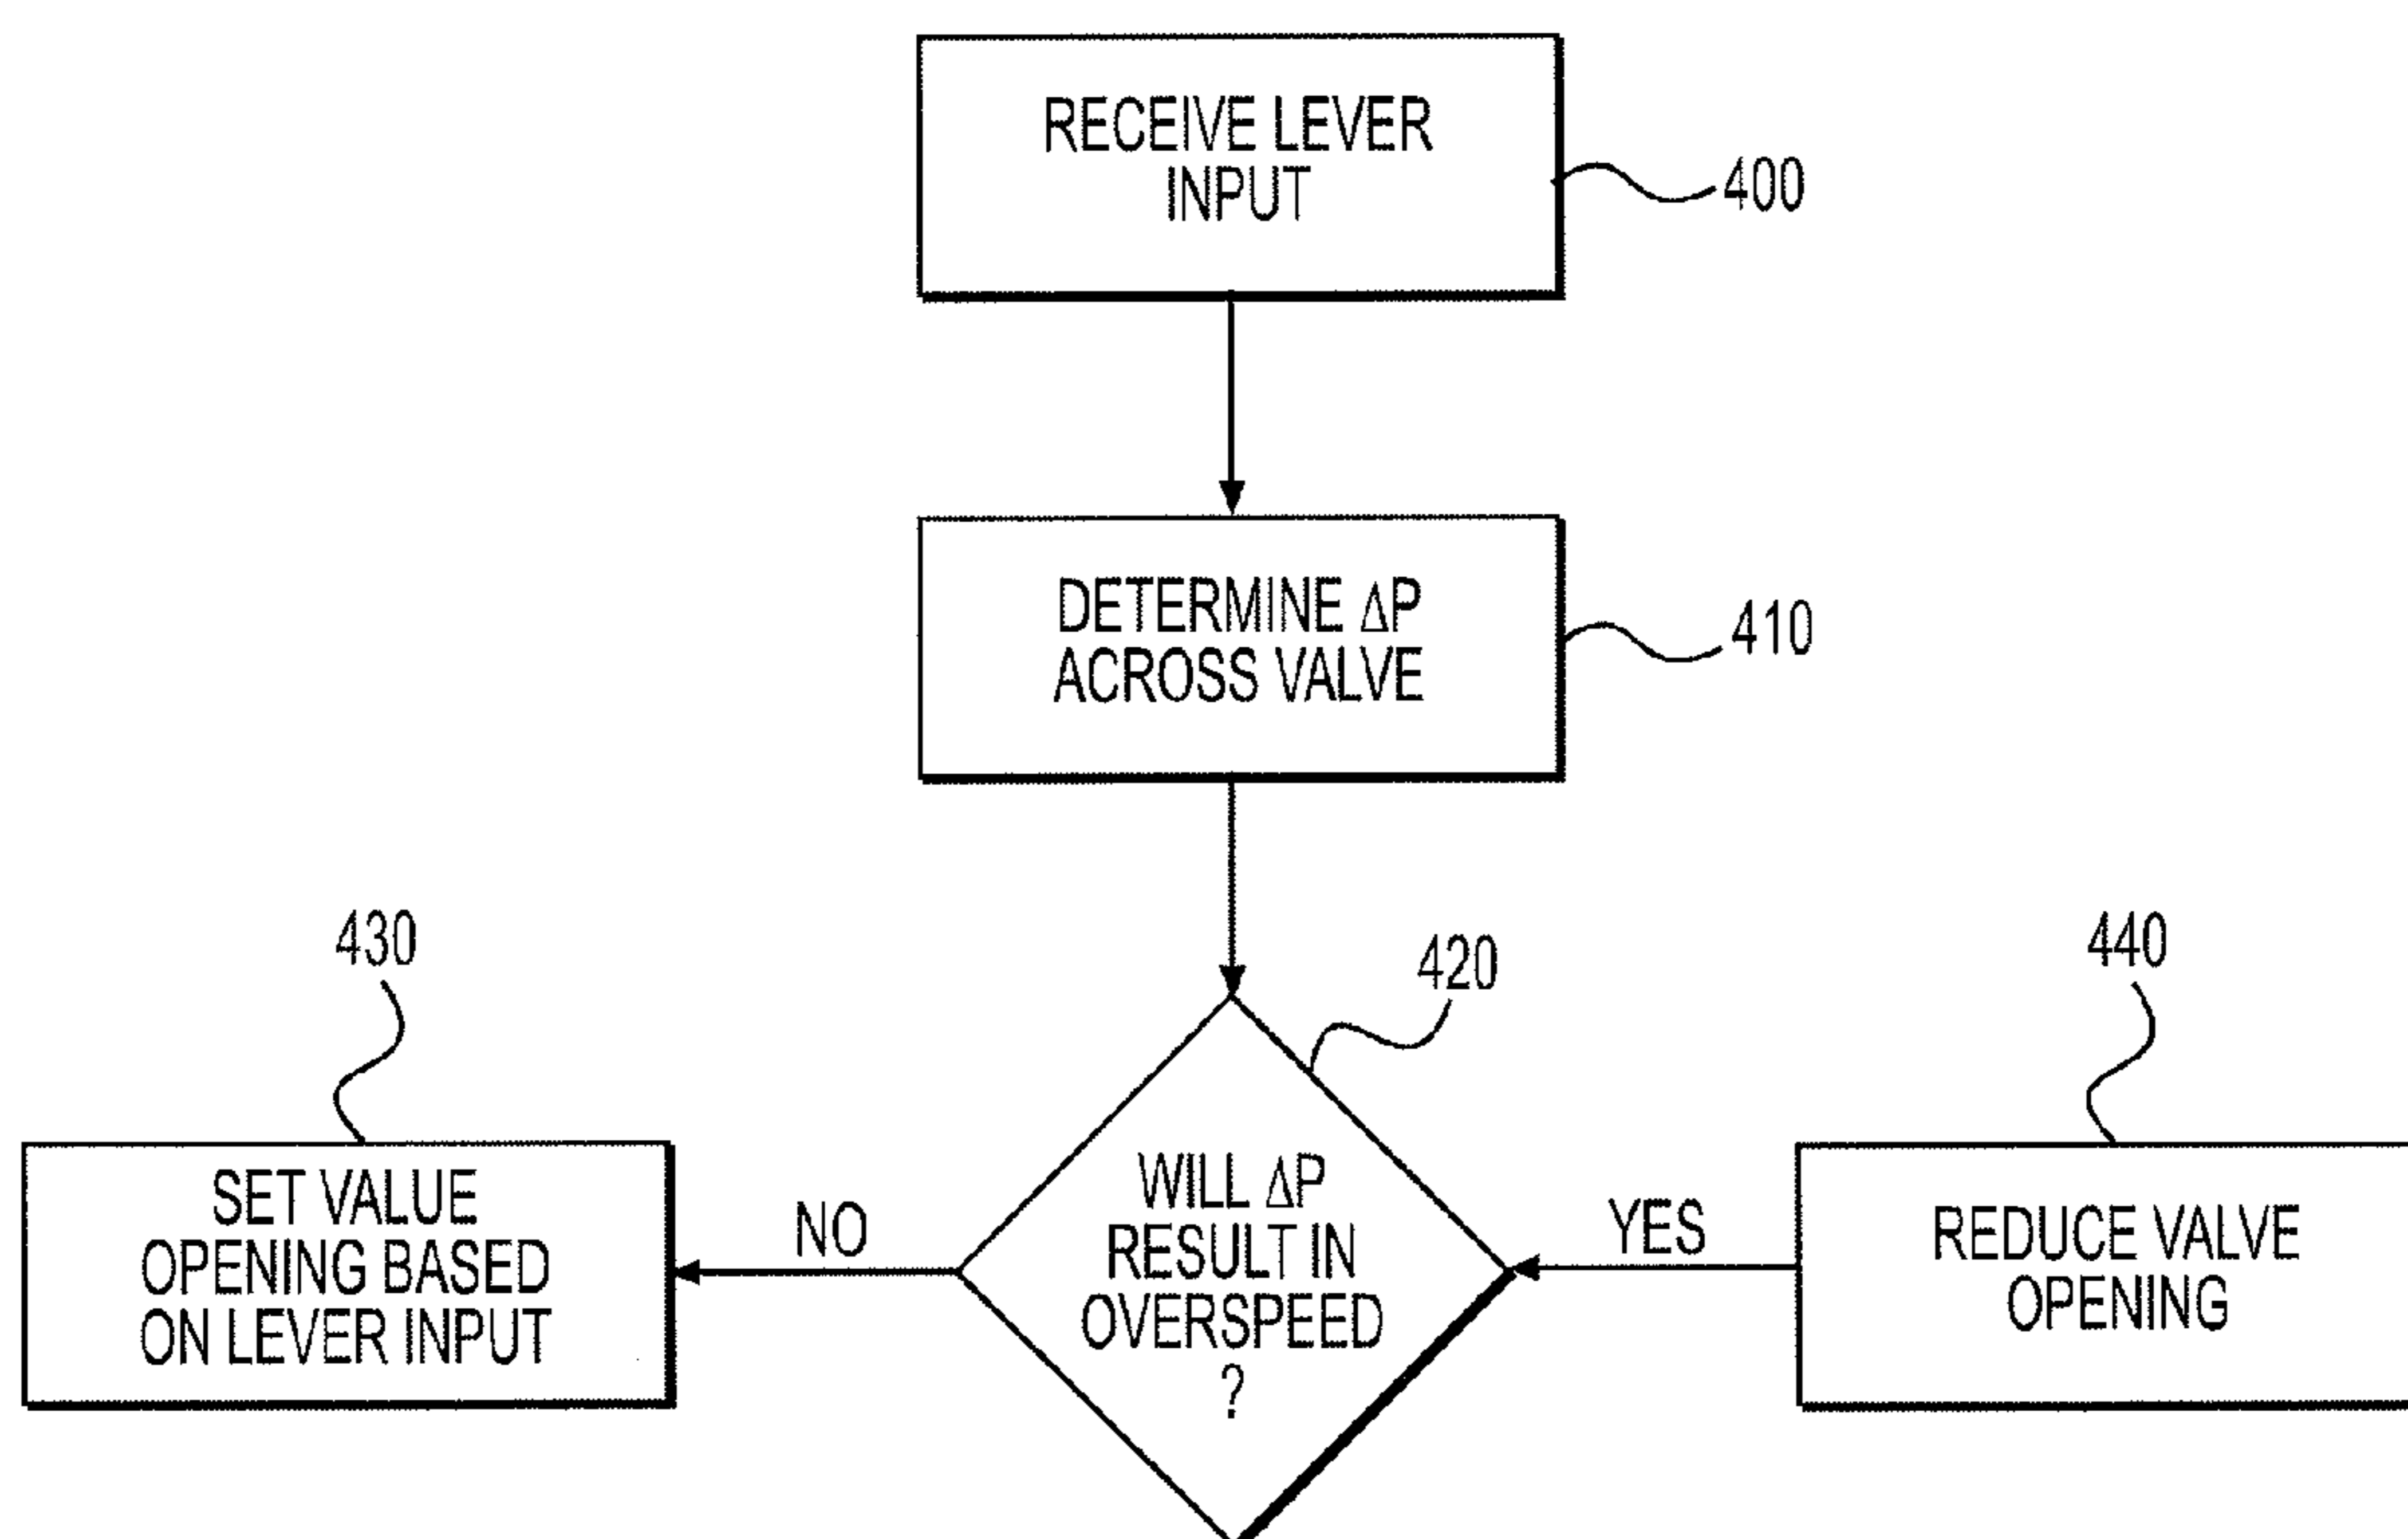 RECEIVE LEVER
INPUT
400
DETERMINE ΔP
ACROSS VALVE
410
430
420
440
SET VALUE
OPENING BASED
ON LEVER INPUT
NO
WILL ΔP
RESULT IN
OVERSPEED
?
YES
REDUCE VALVE
OPENING